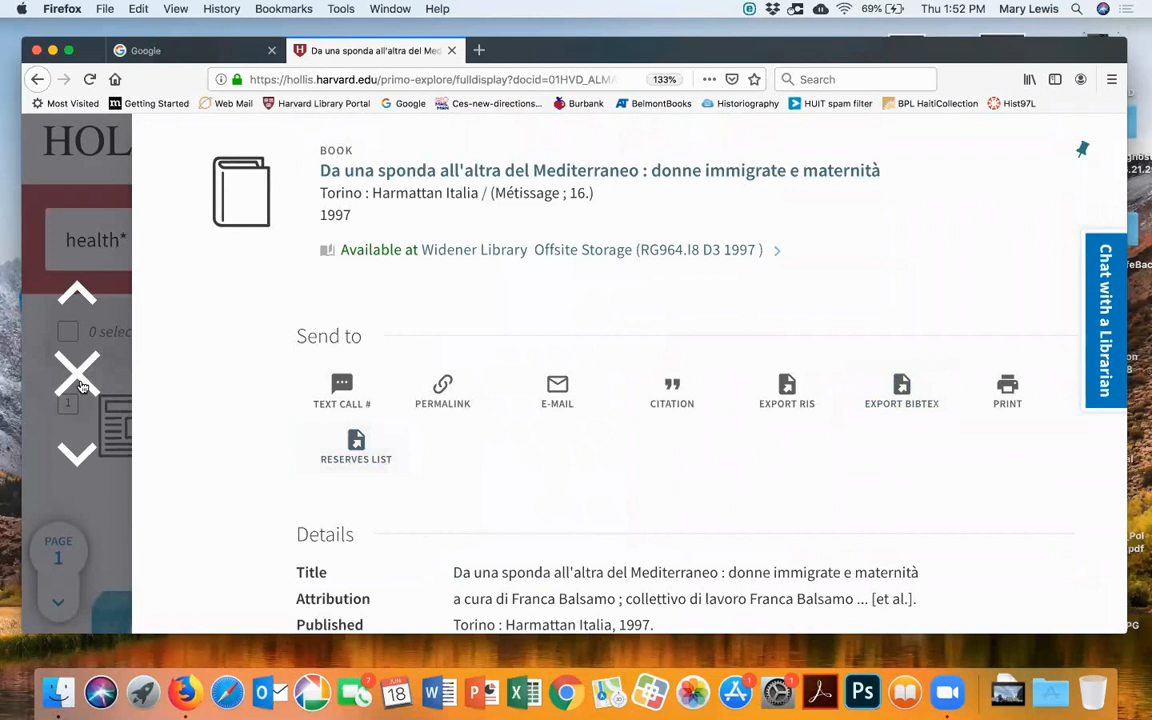 Firefox File Edit View History Bookmarks Tools Window Help 69% Thu 1:52 PM Mary Lewis
Google Da una sponda all'altra del Med
https://hollis.harvard.edu/primo-explore/fulldisplay?docid=01HVD_ALMA 133% Search
Most Visited Getting Started Web Mail Harvard Library Portal Google Ces-new-directions... Burbank BelmontBooks Historiography HUIT spam filter BPL HaitiCollection Hist97L
HOL
BOOK
Da una sponda all'altra del Mediterraneo : donne immigrate e maternità
Torino : Harmattan Italia / (Métissage ; 16.)
1997
health*
Available at Widener Library Offsite Storage (RG964.I8 D3 1997 )
Chat with a Librarian
0 selec
Send to
1
TEXT CALL # PERMALINK E-MAIL CITATION EXPORT RIS EXPORT BIBTEX PRINT
RESERVES LIST
PAGE
1
Details
Title Da una sponda all'altra del Mediterraneo : donne immigrate e maternità
Attribution a cura di Franca Balsamo ; collettivo di lavoro Franca Balsamo ... [et al.].
Published Torino : Harmattan Italia, 1997.
7 JUN 18 1 1
Ps